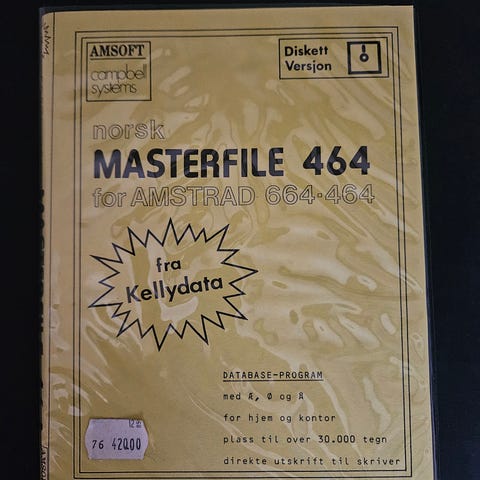 AMSOFT
campbell
systems
Diskett
Versjon
norsk
MASTERFILE 464
for AMSTRAD 664·464
fra
Kellydata
DATABASE-PROGRAM
med Æ, Ø og Å
for hjem og kontor
plass til over 30.000 tegn
direkte utskrift til skriver
76 42000